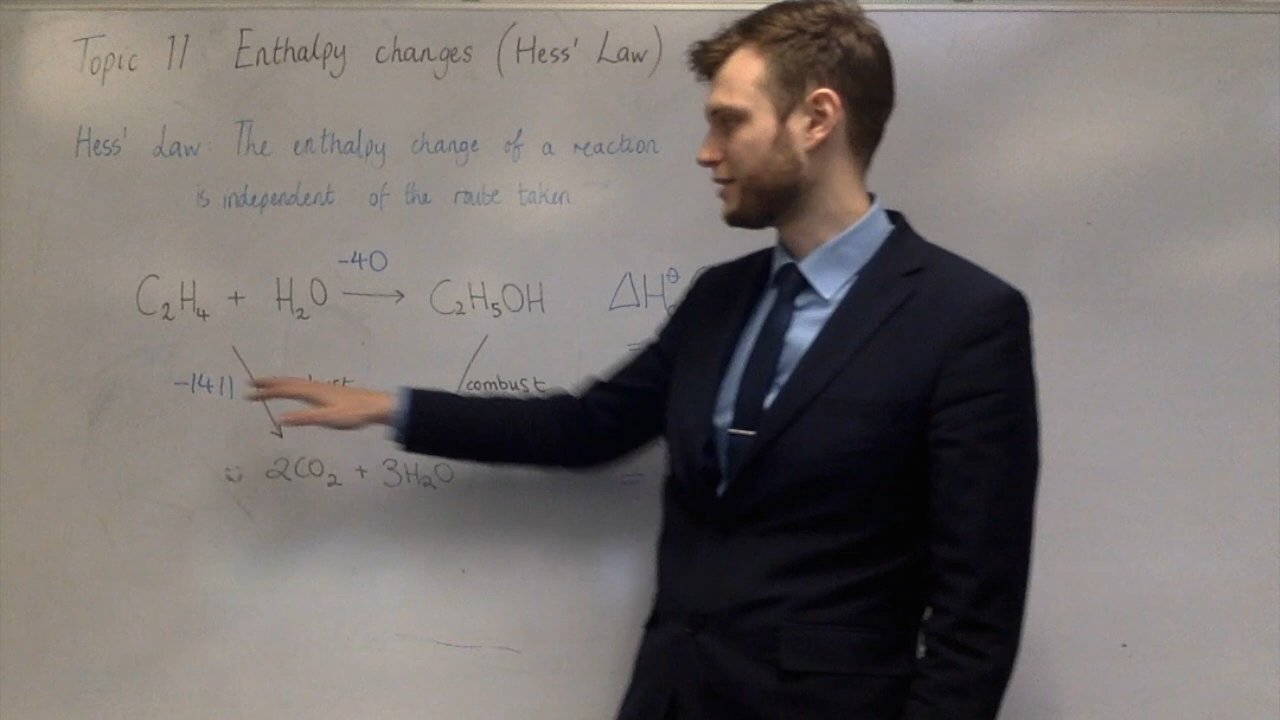 Topic 11 Enthalpy changes (Hess' Law)
Hess' Law: The enthalpy change of a reaction
is independent of the route taken
-40
C₂H₄ + H₂O → C₂H₅OH ΔH⊖
=
-1411 combust
2CO₂ + 3H₂O =